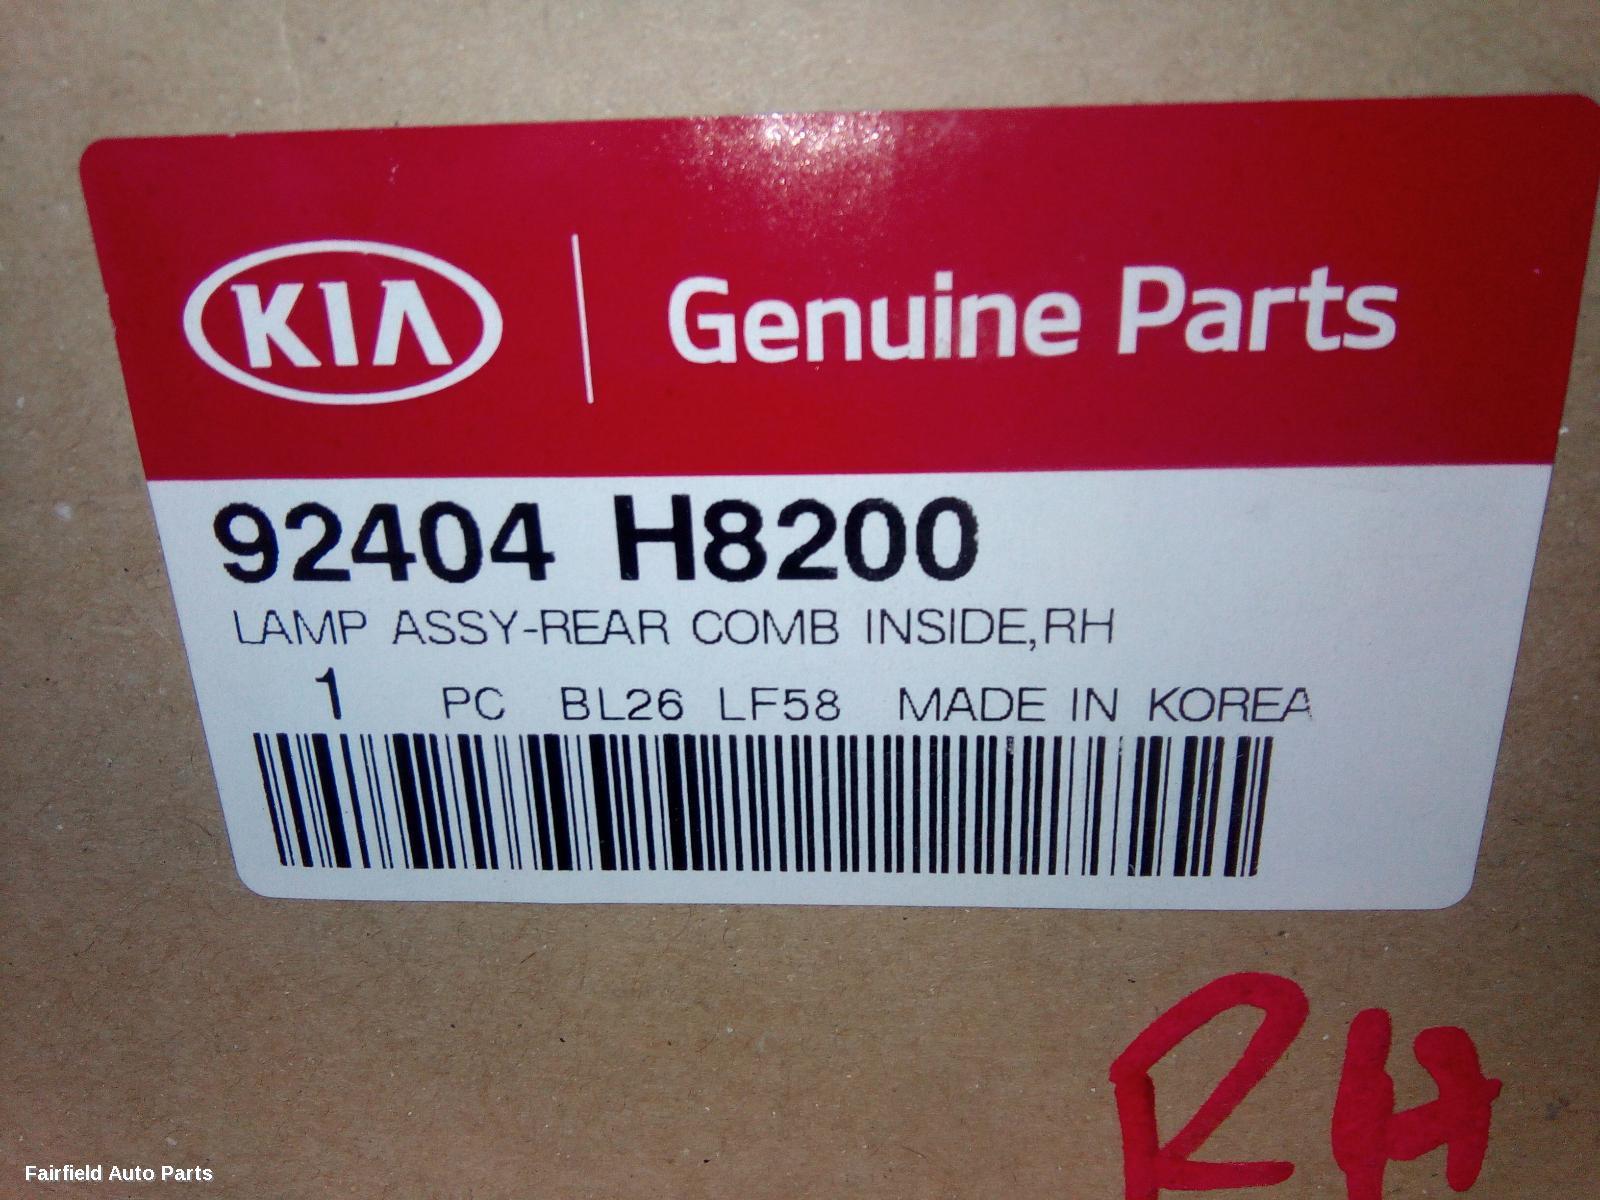 KIA Genuine Parts
92404 H8200
LAMP ASSY-REAR COMB INSIDE,RH
1 PC BL26 LF58 MADE IN KOREA
RH
Fairfield Auto Parts